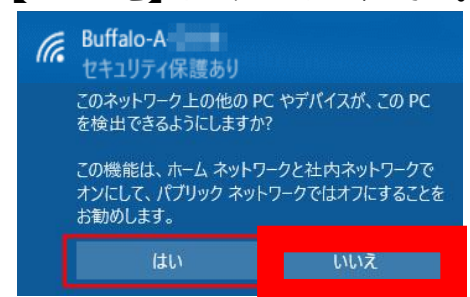 Buffalo-A
セキュリティ保護あり
このネットワーク上の他の PC やデバイスが、この PC
を検出できるようにしますか?
この機能は、ホーム ネットワークと社内ネットワークで
オンにして、パブリック ネットワークではオフにすることを
お勧めします。
はい
いいえ